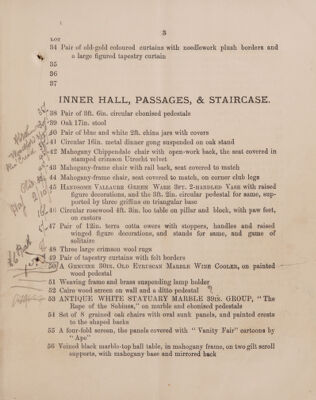 3
LOT
34 Pair of old-gold coloured curtains with needlework plush borders and
a large figured tapestry curtain
35
36
37
INNER HALL, PASSAGES, & STAIRCASE.
38 Pair of 3ft. 6in. circular ebonised pedestals
39 Oak 17in. stool
40 Pair of blue and white 2ft. china jars with covers
41 Circular 16in. metal dinner gong suspended on oak stand
42 Mahogany Chippendale chair with open-work back, the seat covered in
stamped crimson Utrecht velvet
43 Mahogany-frame chair with rail back, seat covered to match
44 Mahogany-frame chair, seat covered to match, on corner club legs
45 Handsome Vallaure Green Ware 2ft. 2-handled Vase with raised
figure decorations, and the 3ft. 2in. circular pedestal for same, sup-
ported by three griffins on triangular base
46 Circular rosewood 4ft. 3in. loo table on pillar and block, with paw feet,
on castors
47 Pair of 12in. terra cotta ewers with stoppers, handles and raised
winged figure decorations, and stands for same, and game of
solitaire
48 Three large crimson wool rugs
49 Pair of tapestry curtains with felt borders
50 A Genuine 30in. Old Etruscan Marble Wine Cooler, on painted
wood pedestal
51 Weaving frame and brass suspending lamp holder
52 Cairo wood screen on wall and a ditto pedestal
53 ANTIQUE WHITE STATUARY MARBLE 39in. GROUP, "The
Rape of the Sabines," on marble and ebonised pedestals
54 Set of 8 grained oak chairs with oval sunk panels, and painted crests
to the shaped backs
55 A four-fold screen, the panels covered with "Vanity Fair" cartoons by
"Ape"
56 Veined black marble-top hall table, in mahogany frame, on two gilt scroll
supports, with mahogany base and mirrored back